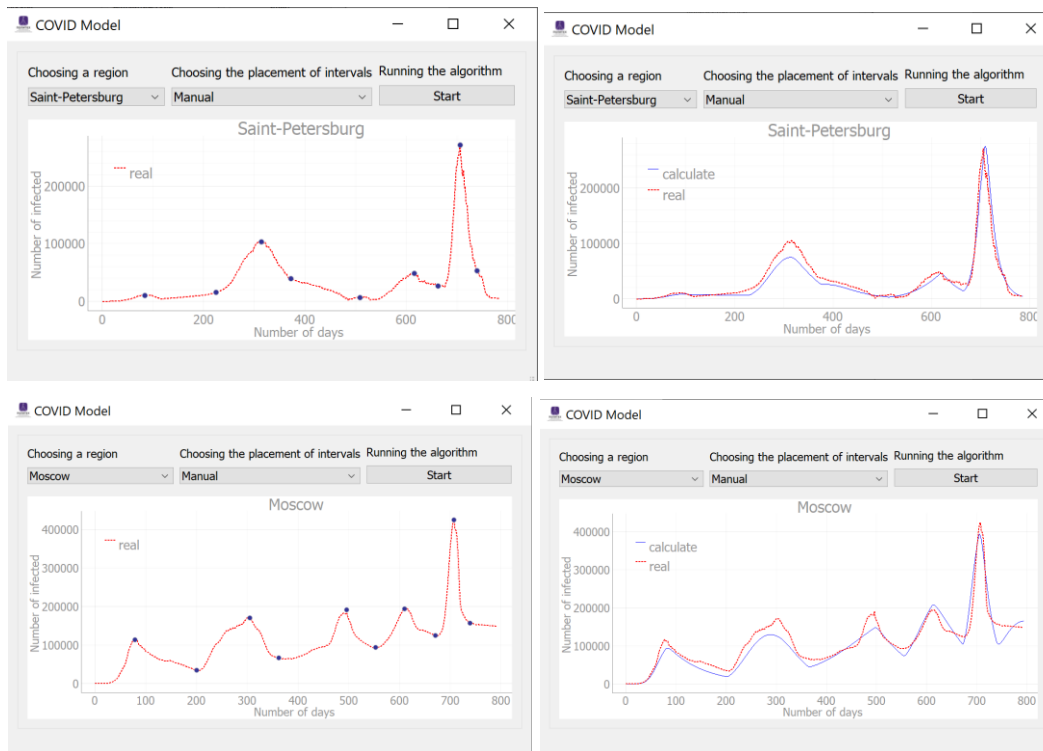 COVID Model
Choosing a region Choosing the placement of intervals Running the algorithm
Saint-Petersburg Manual Start
Saint-Petersburg
real
Number of infected
200000
100000
0
0 200 400 600 800
Number of days
COVID Model
Choosing a region Choosing the placement of intervals Running the algorithm
Saint-Petersburg Manual Start
Saint-Petersburg
calculate
real
Number of infected
200000
100000
0
0 200 400 600 800
Number of days
COVID Model
Choosing a region Choosing the placement of intervals Running the algorithm
Moscow Manual Start
Moscow
real
Number of infected
400000
300000
200000
100000
0
0 100 200 300 400 500 600 700 800
Number of days
COVID Model
Choosing a region Choosing the placement of intervals Running the algorithm
Moscow Manual Start
Moscow
calculate
real
Number of infected
400000
300000
200000
100000
0
0 100 200 300 400 500 600 700 800
Number of days